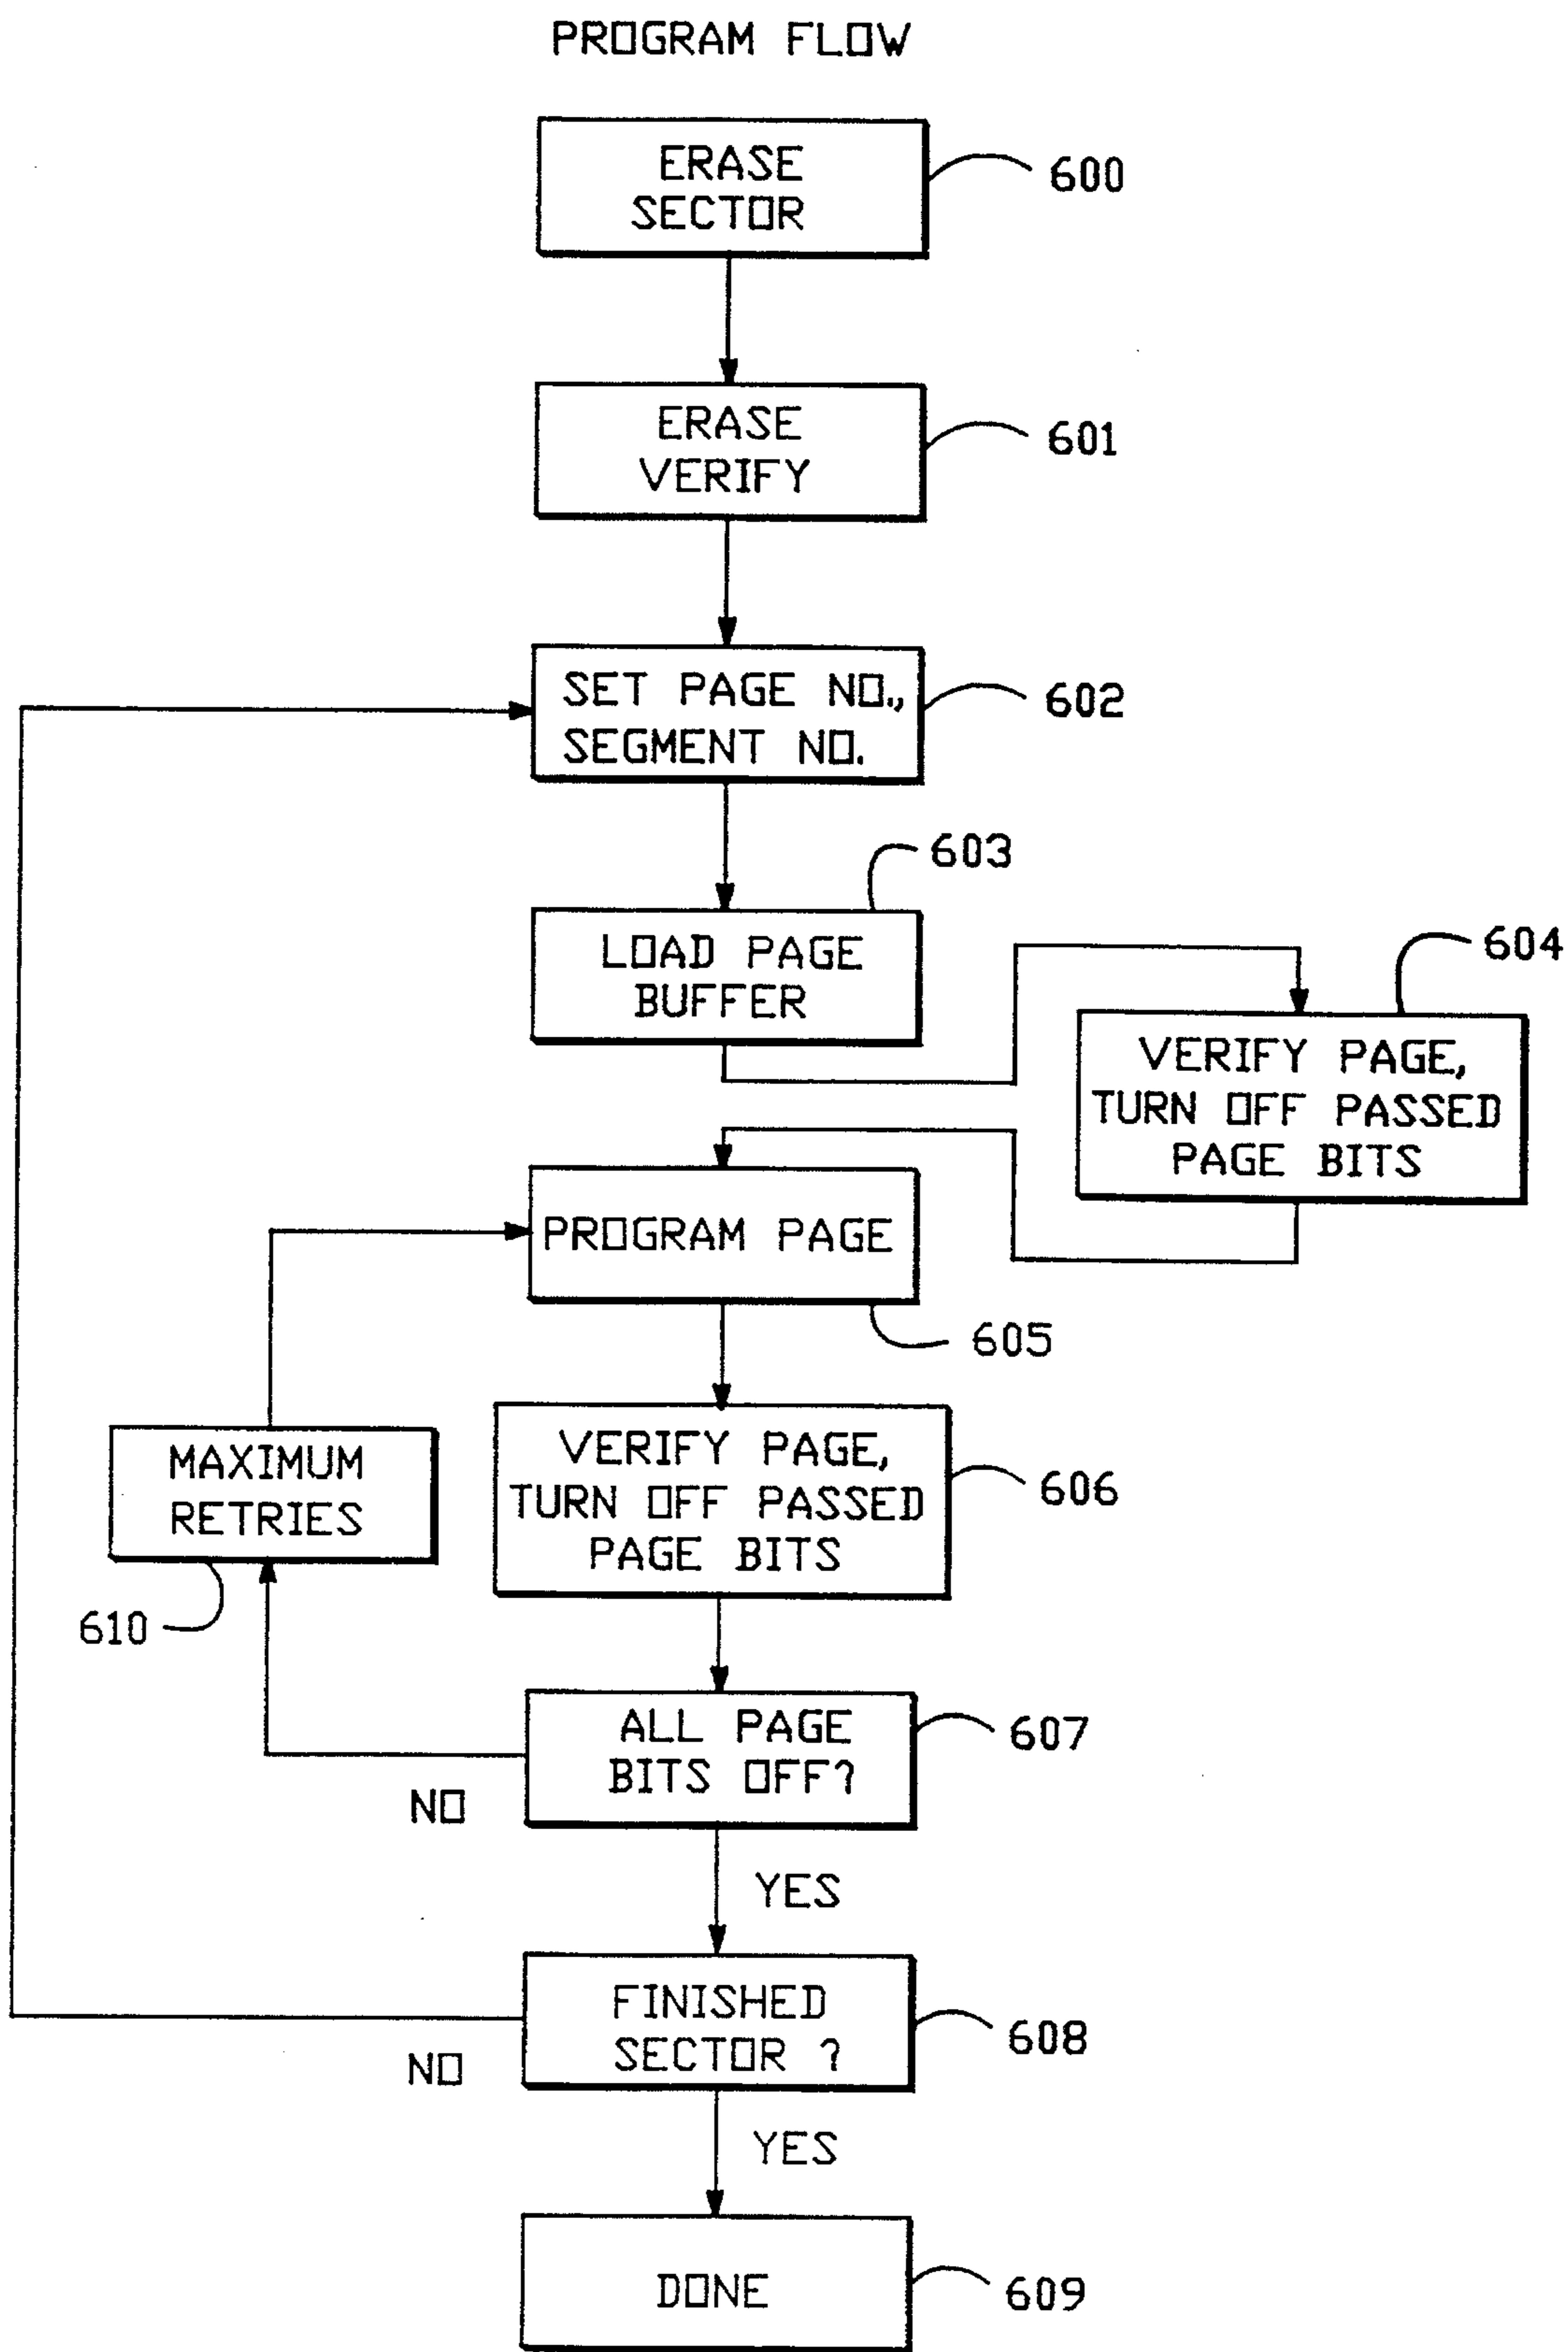 PROGRAM FLOW
ERASE
SECTOR
600
ERASE
VERIFY
601
SET PAGE NO.,
SEGMENT NO.
602
603
LOAD PAGE
BUFFER
604
VERIFY PAGE,
TURN OFF PASSED
PAGE BITS
PROGRAM PAGE
605
VERIFY PAGE,
TURN OFF PASSED
PAGE BITS
606
MAXIMUM
RETRIES
610
ALL PAGE
BITS OFF?
607
NO
YES
FINISHED
SECTOR ?
608
NO
YES
DONE
609